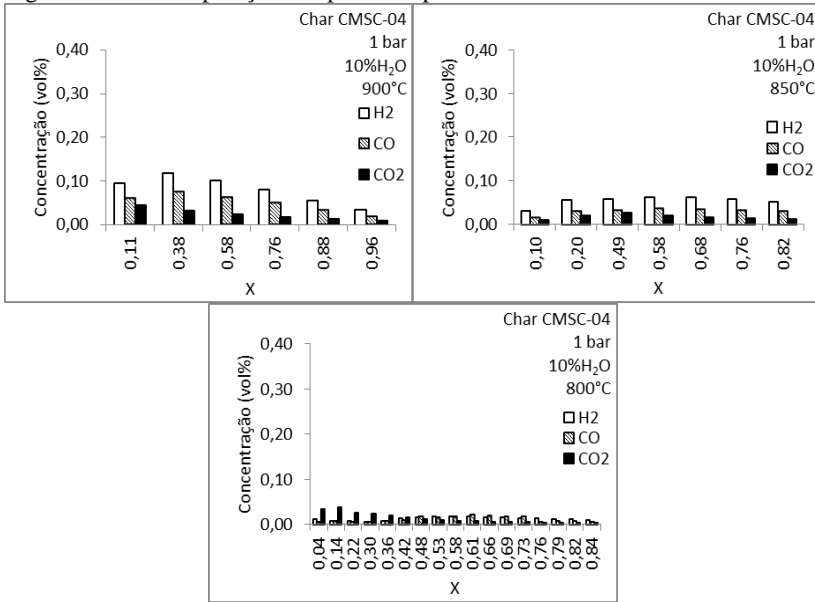 Char CMSC-04
1 bar
10%H₂O
900°C
H2
CO
CO2
Concentração (vol%)
0,40
0,30
0,20
0,10
0,00
0,11
0,38
0,58
0,76
0,88
0,96
X
Char CMSC-04
1 bar
10%H₂O
850°C
H2
CO
CO2
Concentração (vol%)
0,40
0,30
0,20
0,10
0,00
0,10
0,20
0,49
0,58
0,68
0,76
0,82
X
Char CMSC-04
1 bar
10%H₂O
800°C
H2
CO
CO2
Concentração (vol%)
0,40
0,30
0,20
0,10
0,00
0,04
0,14
0,22
0,30
0,36
0,42
0,48
0,53
0,58
0,61
0,66
0,69
0,73
0,76
0,79
0,82
0,84
X